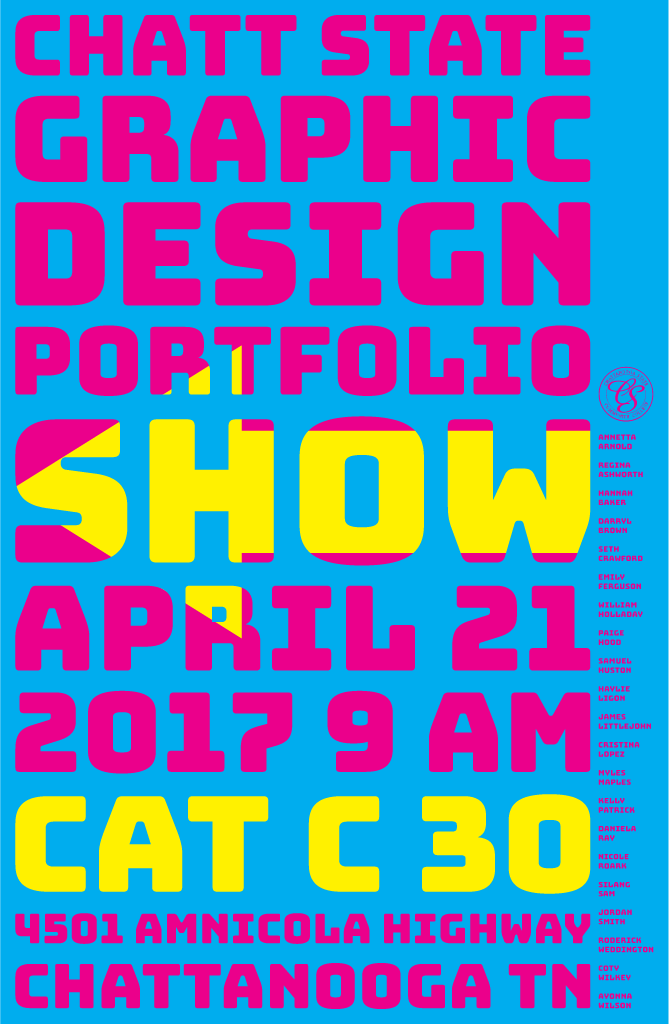 CHATT STATE
GRAPHIC
DESIGN
PORTFOLIO
SHOW
APRIL 21
2017 9 AM
CAT C 30
4501 AMNICOLA HIGHWAY
CHATTANOOGA TN
ANNETTA
ARNOLD
REGINA
ASHWORTH
HANNAH
BAKER
DARRYL
BROWN
SETH
CRAWFORD
EMILY
FERGUSON
WILLIAM
HOLLADAY
PAIGE
HOOD
SAMUEL
HUSTON
HAYLIE
LIGON
JAMES
LITTLEJOHN
CRISTINA
LOPEZ
MYLES
MAPLES
KELLY
PATRICK
DANIELA
RAY
NICOLE
ROARK
SILANG
SAM
JORDAN
SMITH
RODERICK
WEDDINGTON
COTY
WILKEY
AVONNA
WILSON